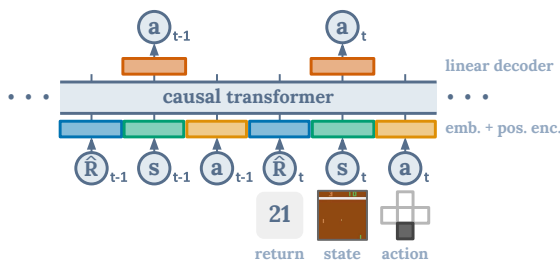 a t-1 a t
linear decoder
causal transformer
emb. + pos. enc.
R̂ t-1 s t-1 a t-1 R̂ t s t a t
21
return state action